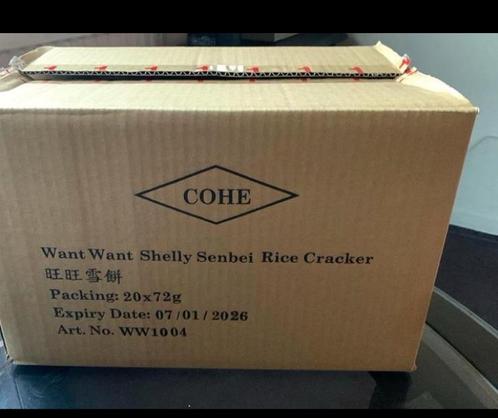 COHE
Want Want Shelly Senbei Rice Cracker
旺旺雪餅
Packing: 20x72g
Expiry Date: 07/01/2026
Art. No. WW1004